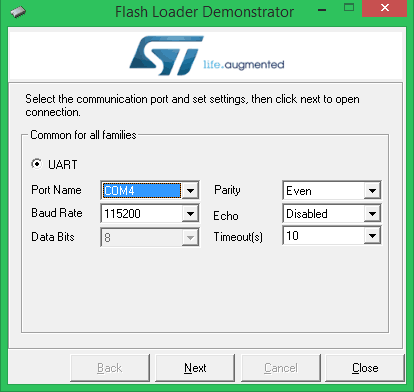 Flash Loader Demonstrator
ST life.augmented
Select the communication port and set settings, then click next to open
connection.
Common for all families
UART
Port Name COM4 Parity Even
Baud Rate 115200 Echo Disabled
Data Bits 8 Timeout(s) 10
Back Next Cancel Close